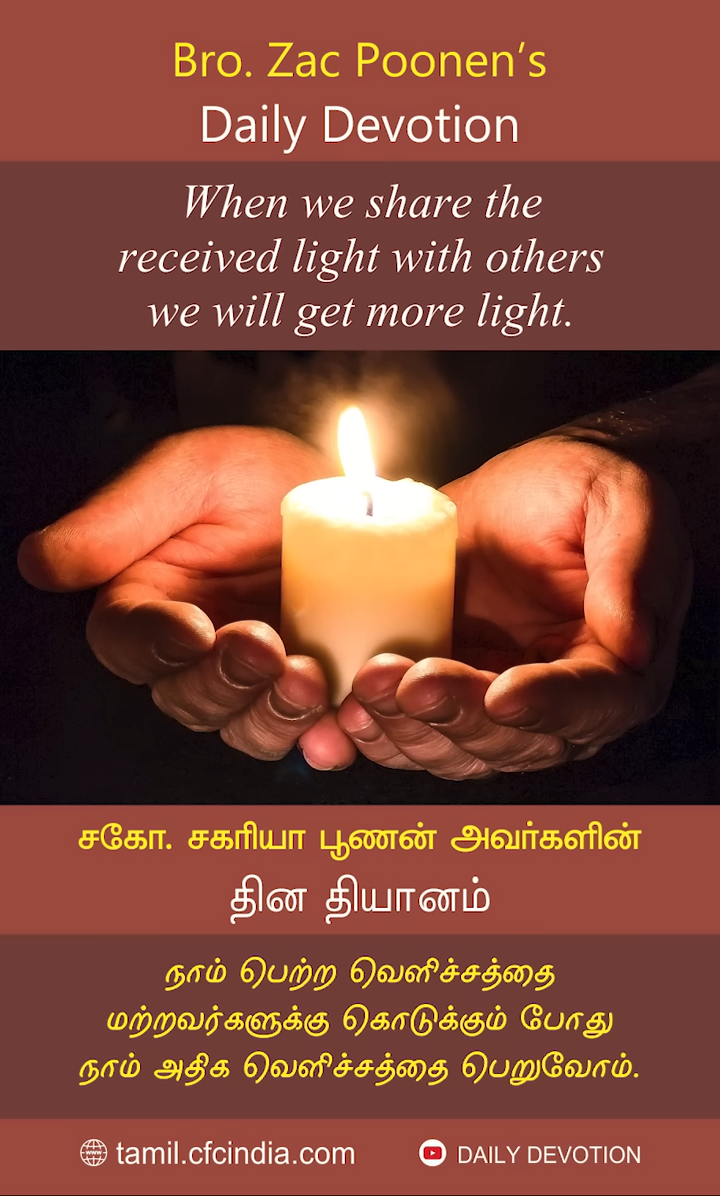 Bro. Zac Poonen's
Daily Devotion
When we share the
received light with others
we will get more light.
சகோ. சகரியா பூணன் அவர்களின்
தின தியானம்
நாம் பெற்ற வெளிச்சத்தை
மற்றவர்களுக்கு கொடுக்கும் போது
நாம் அதிக வெளிச்சத்தை பெறுவோம்.
tamil.cfcindia.com DAILY DEVOTION